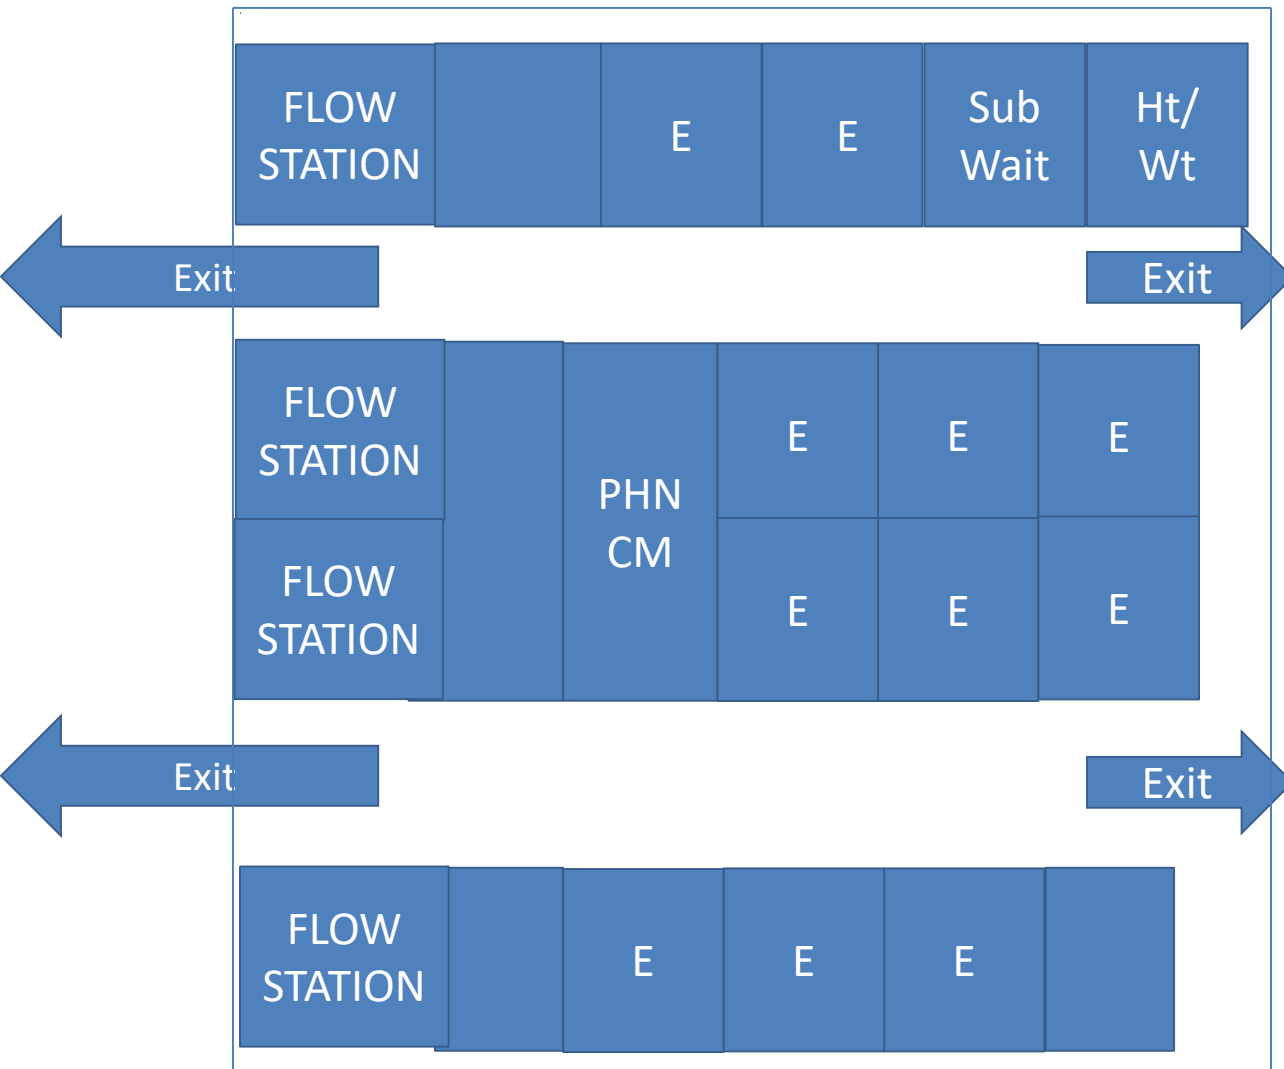 FLOW
STATION
E
E
Sub
Wait
Ht/
Wt
Exit
Exit
FLOW
STATION
E
E
E
PHN
CM
FLOW
STATION
E
E
E
Exit
Exit
FLOW
STATION
E
E
E